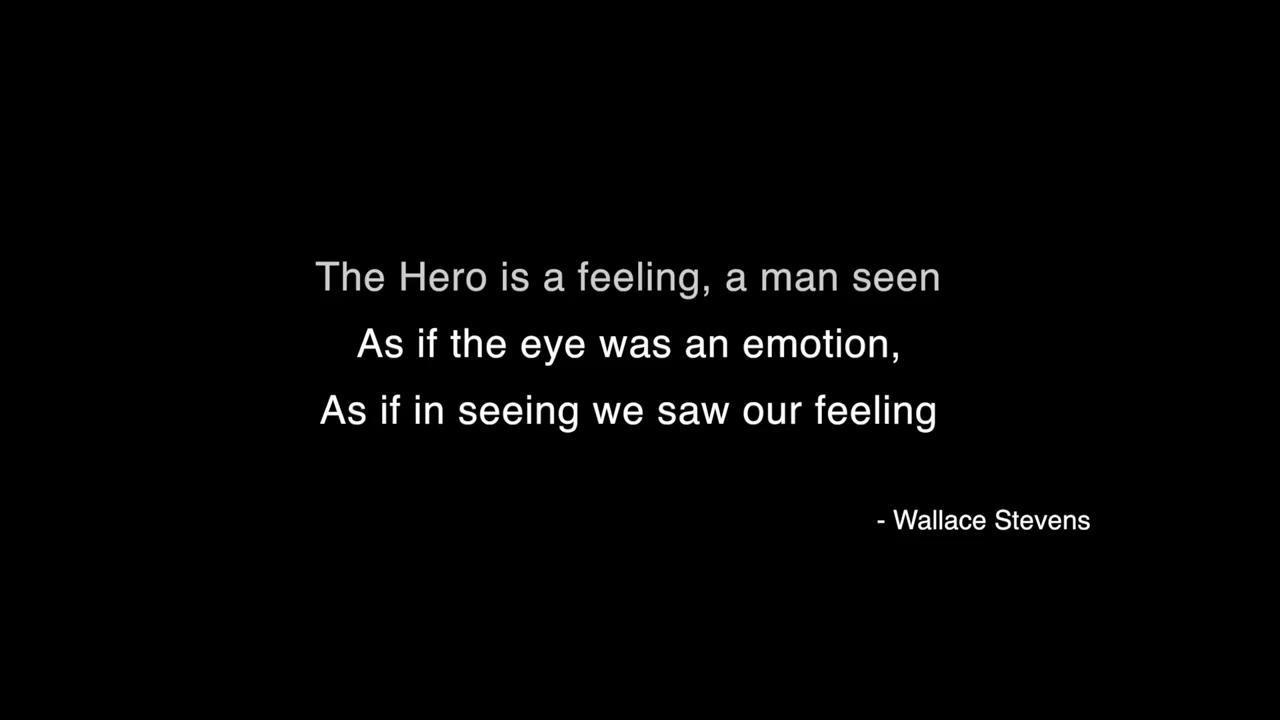 The Hero is a feeling, a man seen
As if the eye was an emotion,
As if in seeing we saw our feeling
- Wallace Stevens